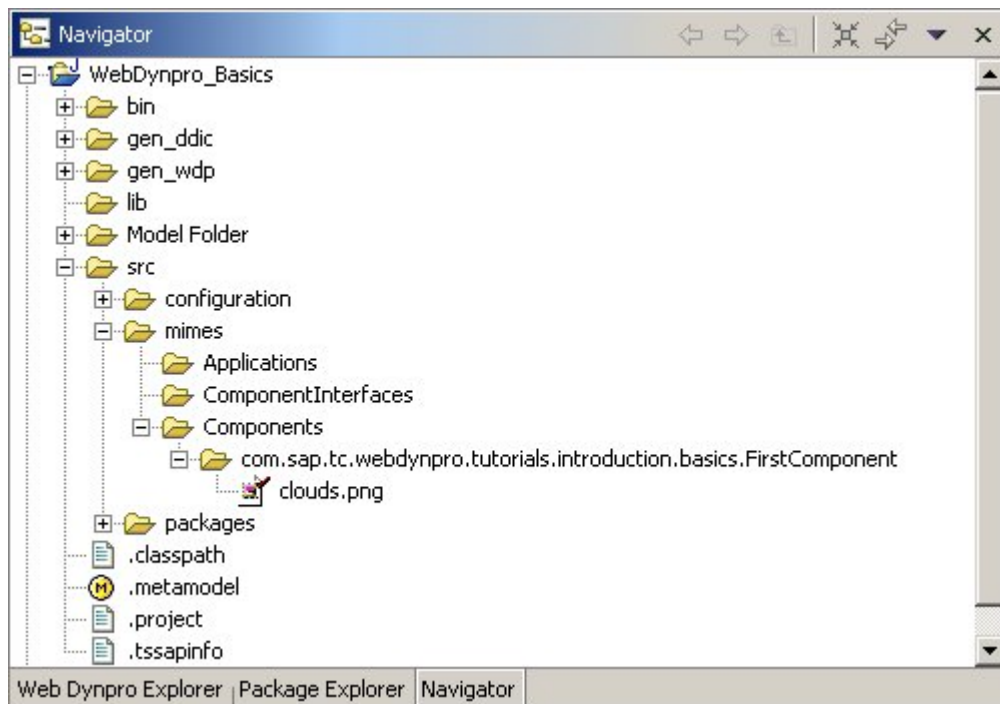 Navigator
WebDynpro_Basics
bin
gen_ddic
gen_wdp
lib
Model Folder
src
configuration
mimes
Applications
ComponentInterfaces
Components
com.sap.tc.webdynpro.tutorials.introduction.basics.FirstComponent
clouds.png
packages
.classpath
M .metamodel
.project
.tssapinfo
Web Dynpro Explorer Package Explorer Navigator